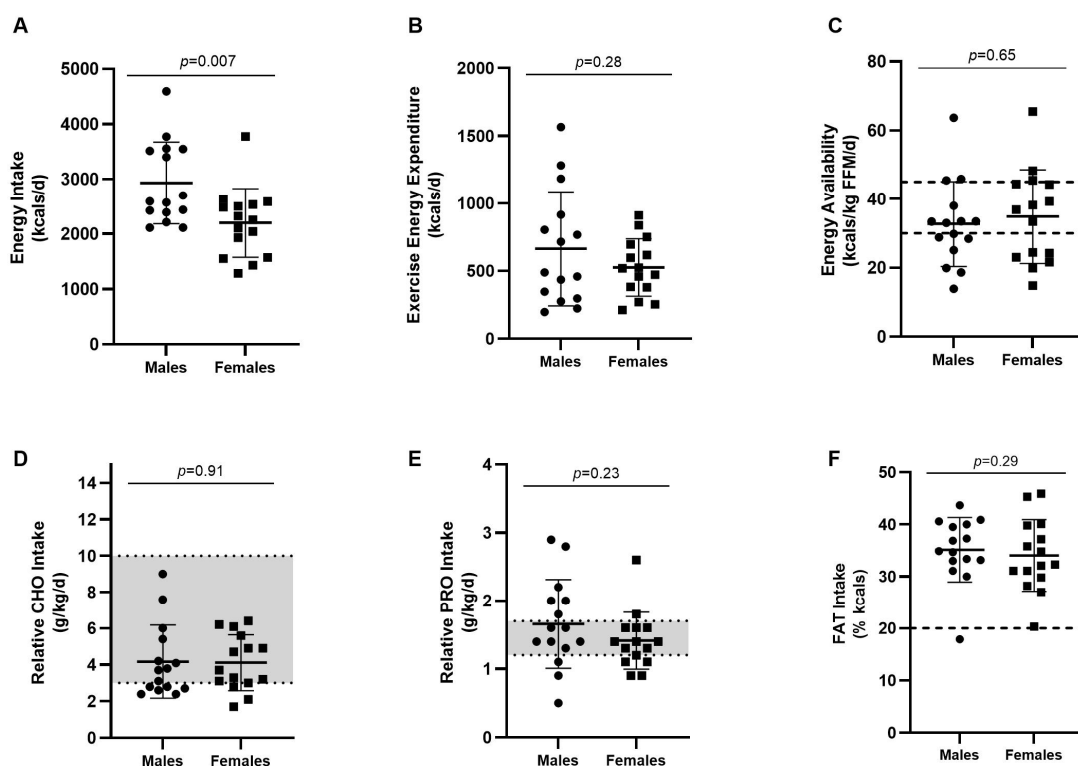 A
p=0.007
Energy Intake
(kcals/d)
5000
4000
3000
2000
1000
0
Males
Females
B
p=0.28
Exercise Energy Expenditure
(kcals/d)
2000
1500
1000
500
0
Males
Females
C
p=0.65
Energy Availability
(kcals/kg FFM/d)
80
60
40
20
0
Males
Females
D
p=0.91
Relative CHO Intake
(g/kg/d)
14
12
10
8
6
4
2
0
Males
Females
E
p=0.23
Relative PRO Intake
(g/kg/d)
4
3
2
1
0
Males
Females
F
p=0.29
FAT Intake
(% kcals)
50
40
30
20
10
0
Males
Females